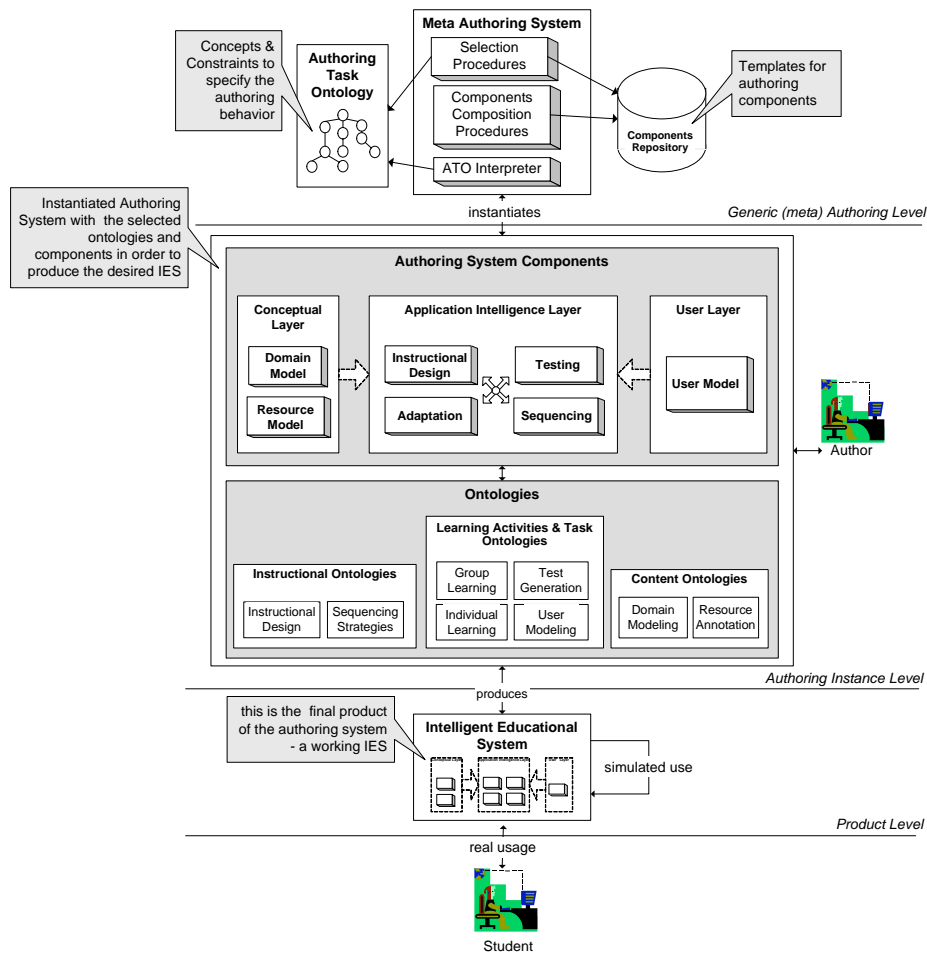 Meta Authoring System
Concepts &
Constraints to
specify the
authoring
behavior
Authoring
Task
Ontology
Selection
Procedures
Components
Composition
Procedures
ATO Interpreter
Components
Repository
Templates for
authoring
components
instantiates
Generic (meta) Authoring Level
Instantiated Authoring
System with the selected
ontologies and
components in order to
produce the desired IES
Authoring System Components
Conceptual
Layer
Domain
Model
Resource
Model
Application Intelligence Layer
Instructional
Design
Testing
Adaptation
Sequencing
User Layer
User Model
Author
Ontologies
Instructional Ontologies
Instructional
Design
Sequencing
Strategies
Learning Activities & Task
Ontologies
Group
Learning
Test
Generation
Individual
Learning
User
Modeling
Content Ontologies
Domain
Modeling
Resource
Annotation
Authoring Instance Level
produces
this is the final product
of the authoring system
- a working IES
Intelligent Educational
System
simulated use
Product Level
real usage
Student